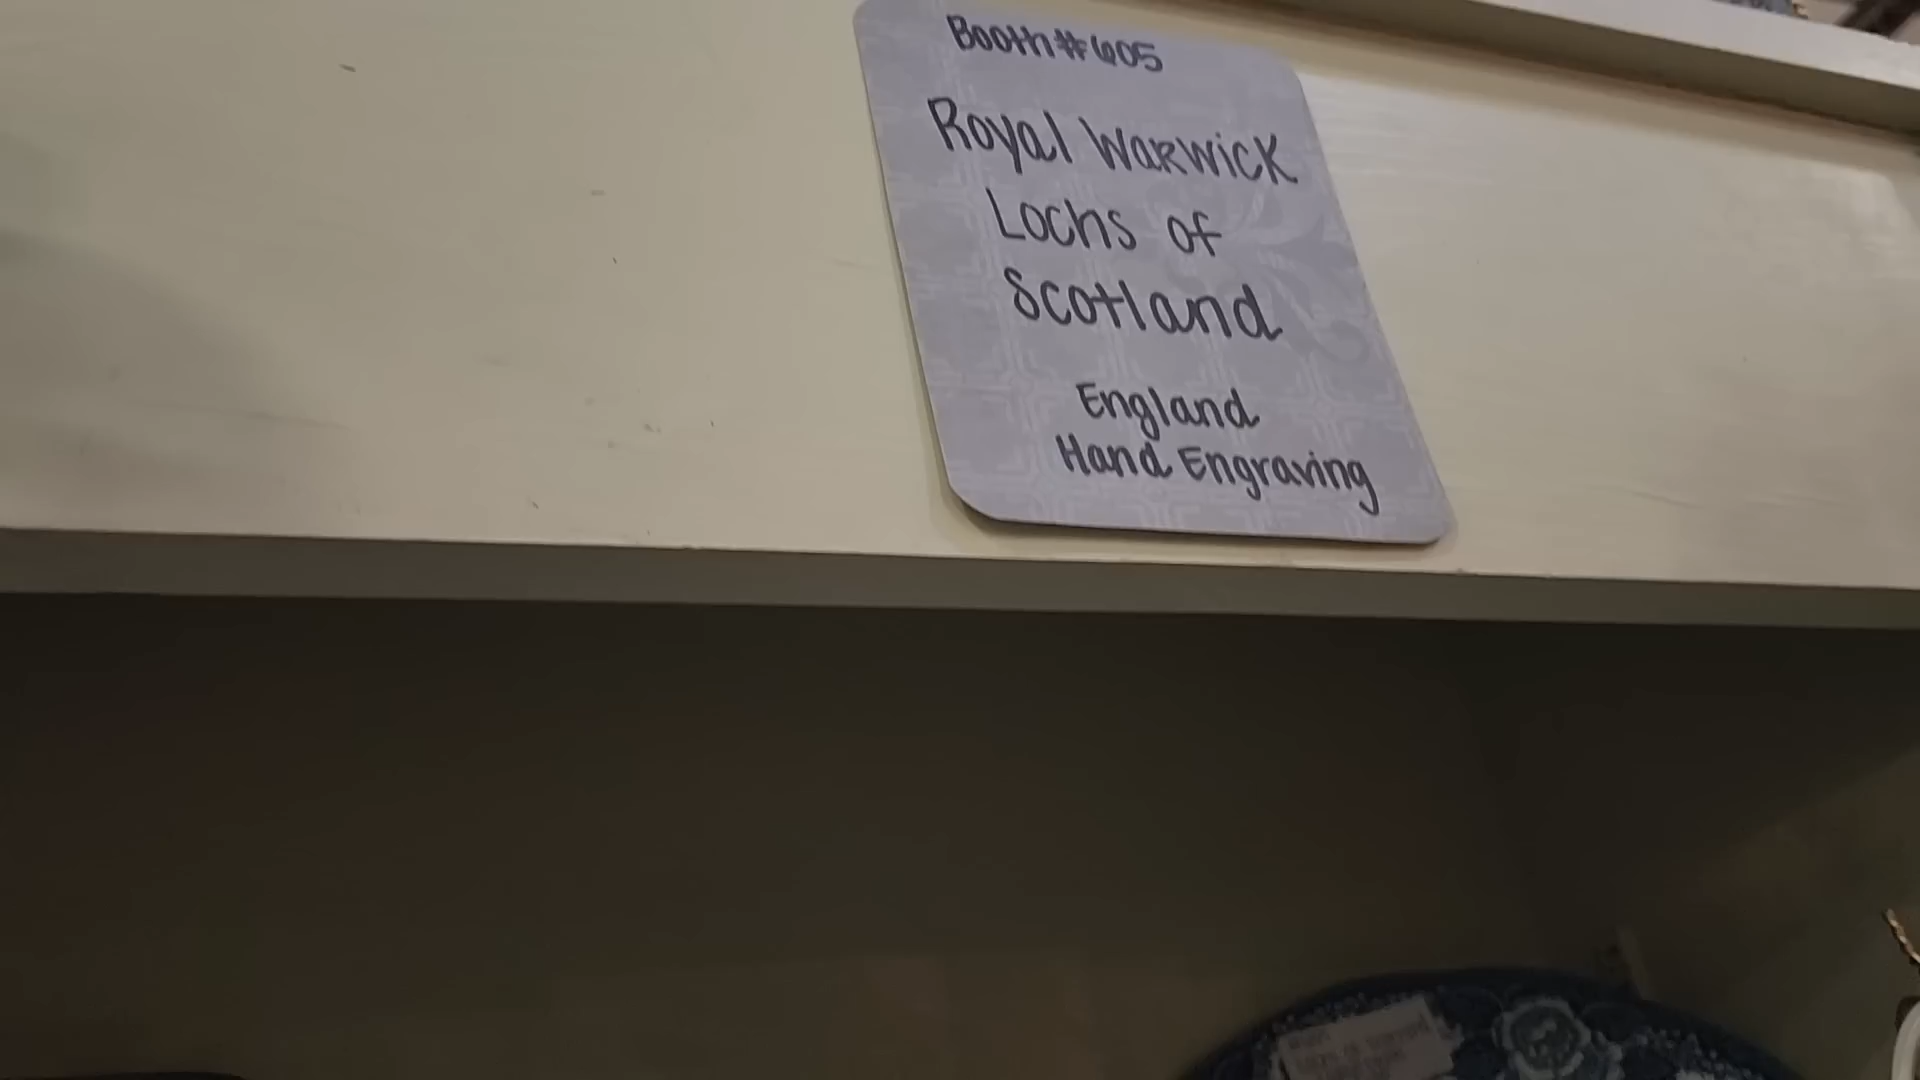 Booth #605
Royal Warwick
Lochs of
Scotland
England
Hand Engraving